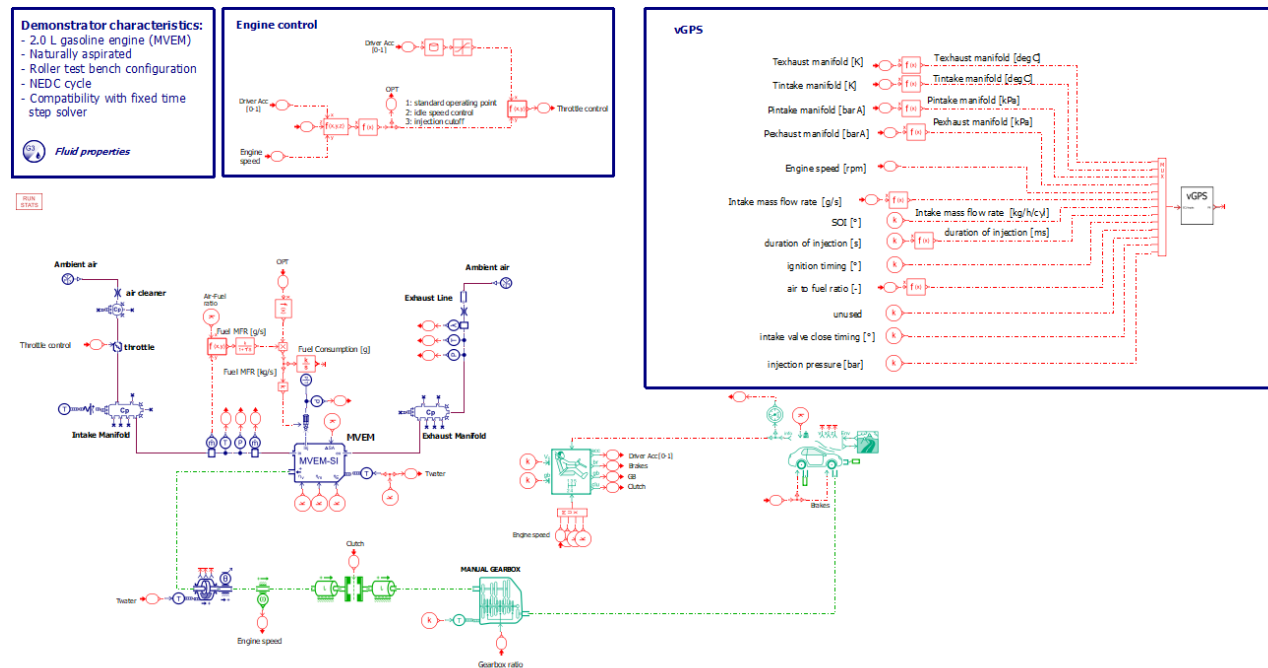 Demonstrator characteristics:
- 2.0 L gasoline engine (MVEM)
- Naturally aspirated
- Roller test bench configuration
- NEDC cycle
- Compatibility with fixed time
step solver
Fluid properties
RUN
STATS
Engine control
Driver Acc
[0-1]
OPT
Driver Acc
[0-1]
1: standard operating point
2: idle speed control
3: injection cutoff
f(x,y,z)
f(x)
f(x,y)
Throttle control
Engine
speed
vGPS
Texhaust manifold [K]
f(x)
Texhaust manifold [degC]
Tintake manifold [K]
f(x)
Tintake manifold [degC]
Pintake manifold [barA]
f(x)
Pintake manifold [kPa]
Pexhaust manifold [barA]
f(x)
Pexhaust manifold [kPa]
Engine speed [rpm]
Intake mass flow rate [g/s]
f(x)
Intake mass flow rate [kg/h/cyl]
SOI [°]
k
duration of injection [s]
k
f(x)
duration of injection [ms]
ignition timing [°]
k
air to fuel ratio [-]
f(x)
unused
k
intake valve close timing [°]
k
injection pressure [bar]
k
MUX
vGPS
Ambient air
air cleaner
Cp
Throttle control
throttle
T
Cp
Intake Manifold
OPT
Air-Fuel
ratio
f(x)
Fuel MFR [g/s]
f(x,y)
Fuel Consumption [g]
k
s
Fuel MFR [kg/s]
Ambient air
Exhaust Line
T
P
Cp
Exhaust Manifold
T
P
MVEM
MVEM-SI
T
Twater
k
k
Driver Acc[0-1]
Brakes
GB
Clutch
Engine speed
Brakes
Clutch
Twater
T
Engine speed
MANUAL GEARBOX
k
T
Gearbox ratio